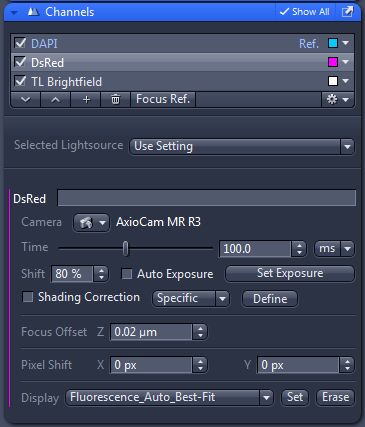 Channels Show All
DAPI Ref.
DsRed
TL Brightfield
Focus Ref.
Selected Lightsource Use Setting
DsRed
Camera AxioCam MR R3
Time 100.0 ms
Shift 80 % Auto Exposure Set Exposure
Shading Correction Specific Define
Focus Offset Z 0.02 µm
Pixel Shift X 0 px Y 0 px
Display Fluorescence_Auto_Best-Fit Set Erase